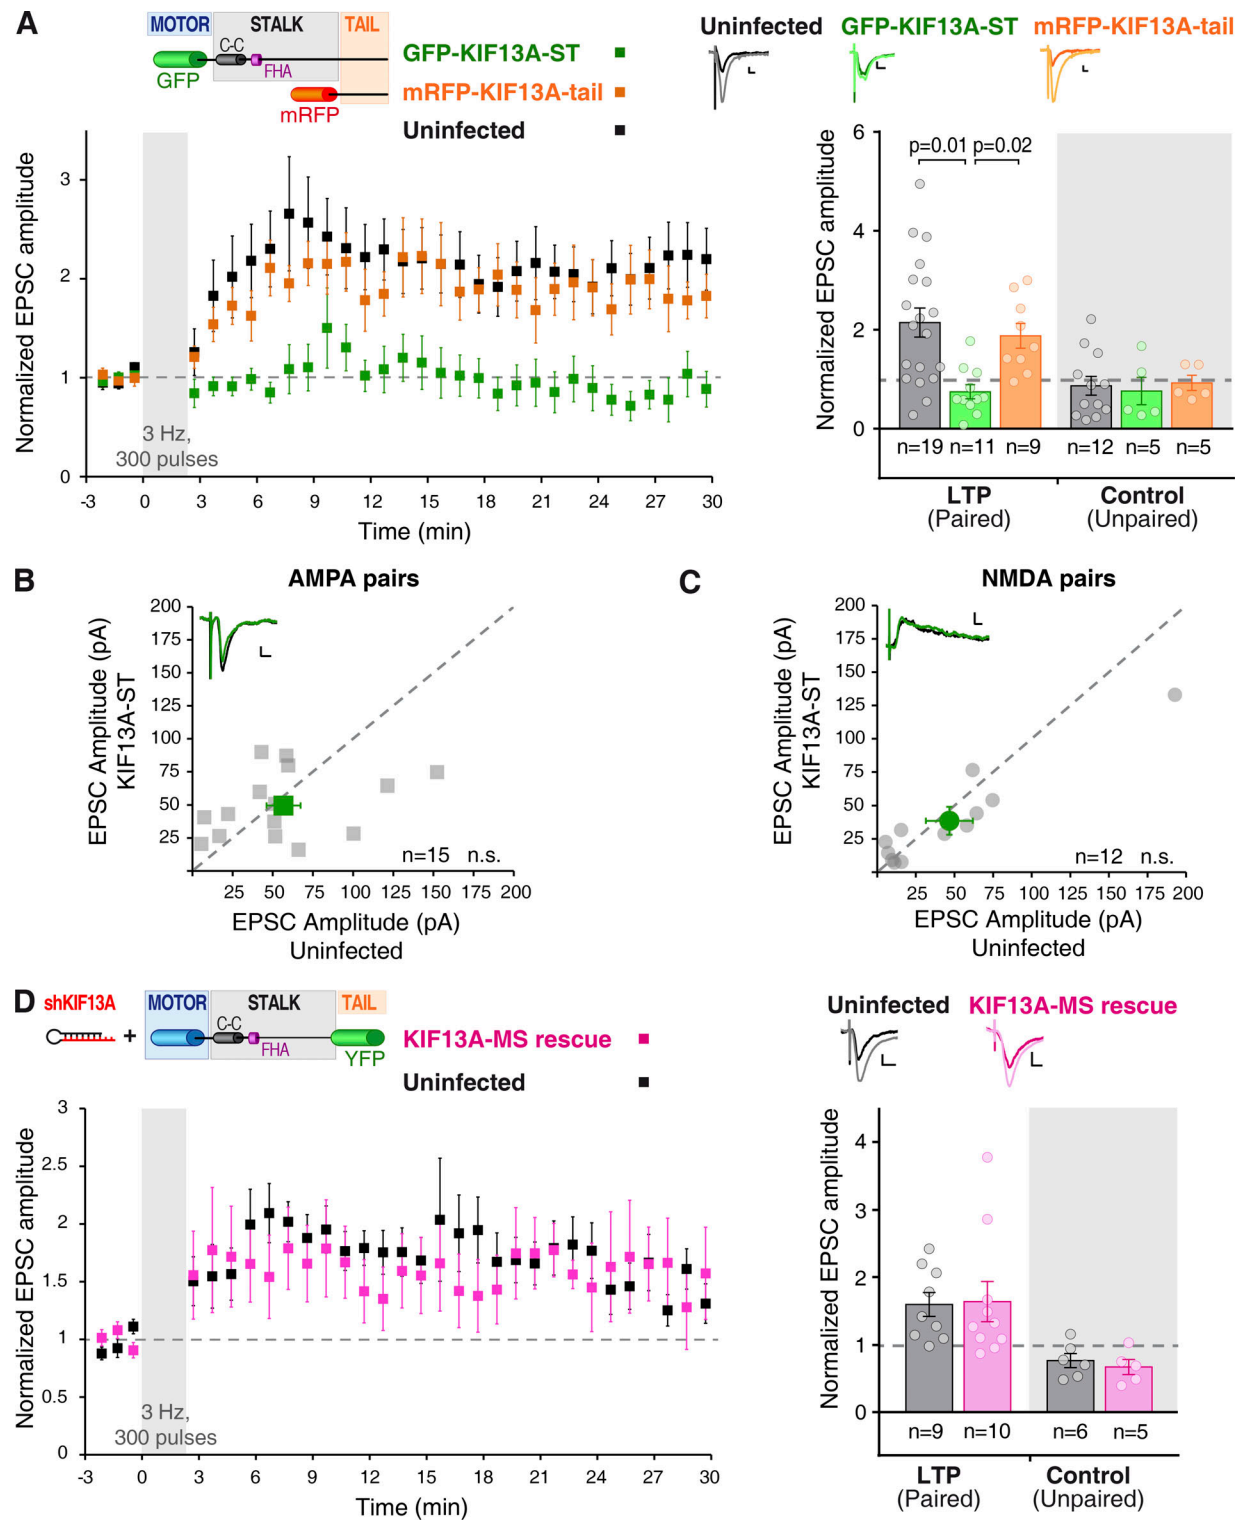 A
MOTOR STALK TAIL
C-C
FHA
GFP
mRFP
GFP-KIF13A-ST
mRFP-KIF13A-tail
Uninfected
Uninfected GFP-KIF13A-ST mRFP-KIF13A-tail
Normalized EPSC amplitude
3
2
1
0
3 Hz,
300 pulses
-3 0 3 6 9 12 15 18 21 24 27 30
Time (min)
Normalized EPSC amplitude
6
4
2
0
p=0.01 p=0.02
n=19 n=11 n=9 n=12 n=5 n=5
LTP Control
(Paired) (Unpaired)
B
AMPA pairs
EPSC Amplitude (pA)
KIF13A-ST
200
175
150
125
100
75
50
25
n=15 n.s.
25 50 75 100 125 150 175 200
EPSC Amplitude (pA)
Uninfected
C
NMDA pairs
EPSC Amplitude (pA)
KIF13A-ST
200
175
150
125
100
75
50
25
n=12 n.s.
25 50 75 100 125 150 175 200
EPSC Amplitude (pA)
Uninfected
D
shKIF13A
+
MOTOR STALK TAIL
C-C
FHA
YFP
KIF13A-MS rescue
Uninfected
Uninfected KIF13A-MS rescue
Normalized EPSC amplitude
3
2.5
2
1.5
1
0.5
0
3 Hz,
300 pulses
-3 0 3 6 9 12 15 18 21 24 27 30
Time (min)
Normalized EPSC amplitude
4
3
2
1
0
n=9 n=10 n=6 n=5
LTP Control
(Paired) (Unpaired)